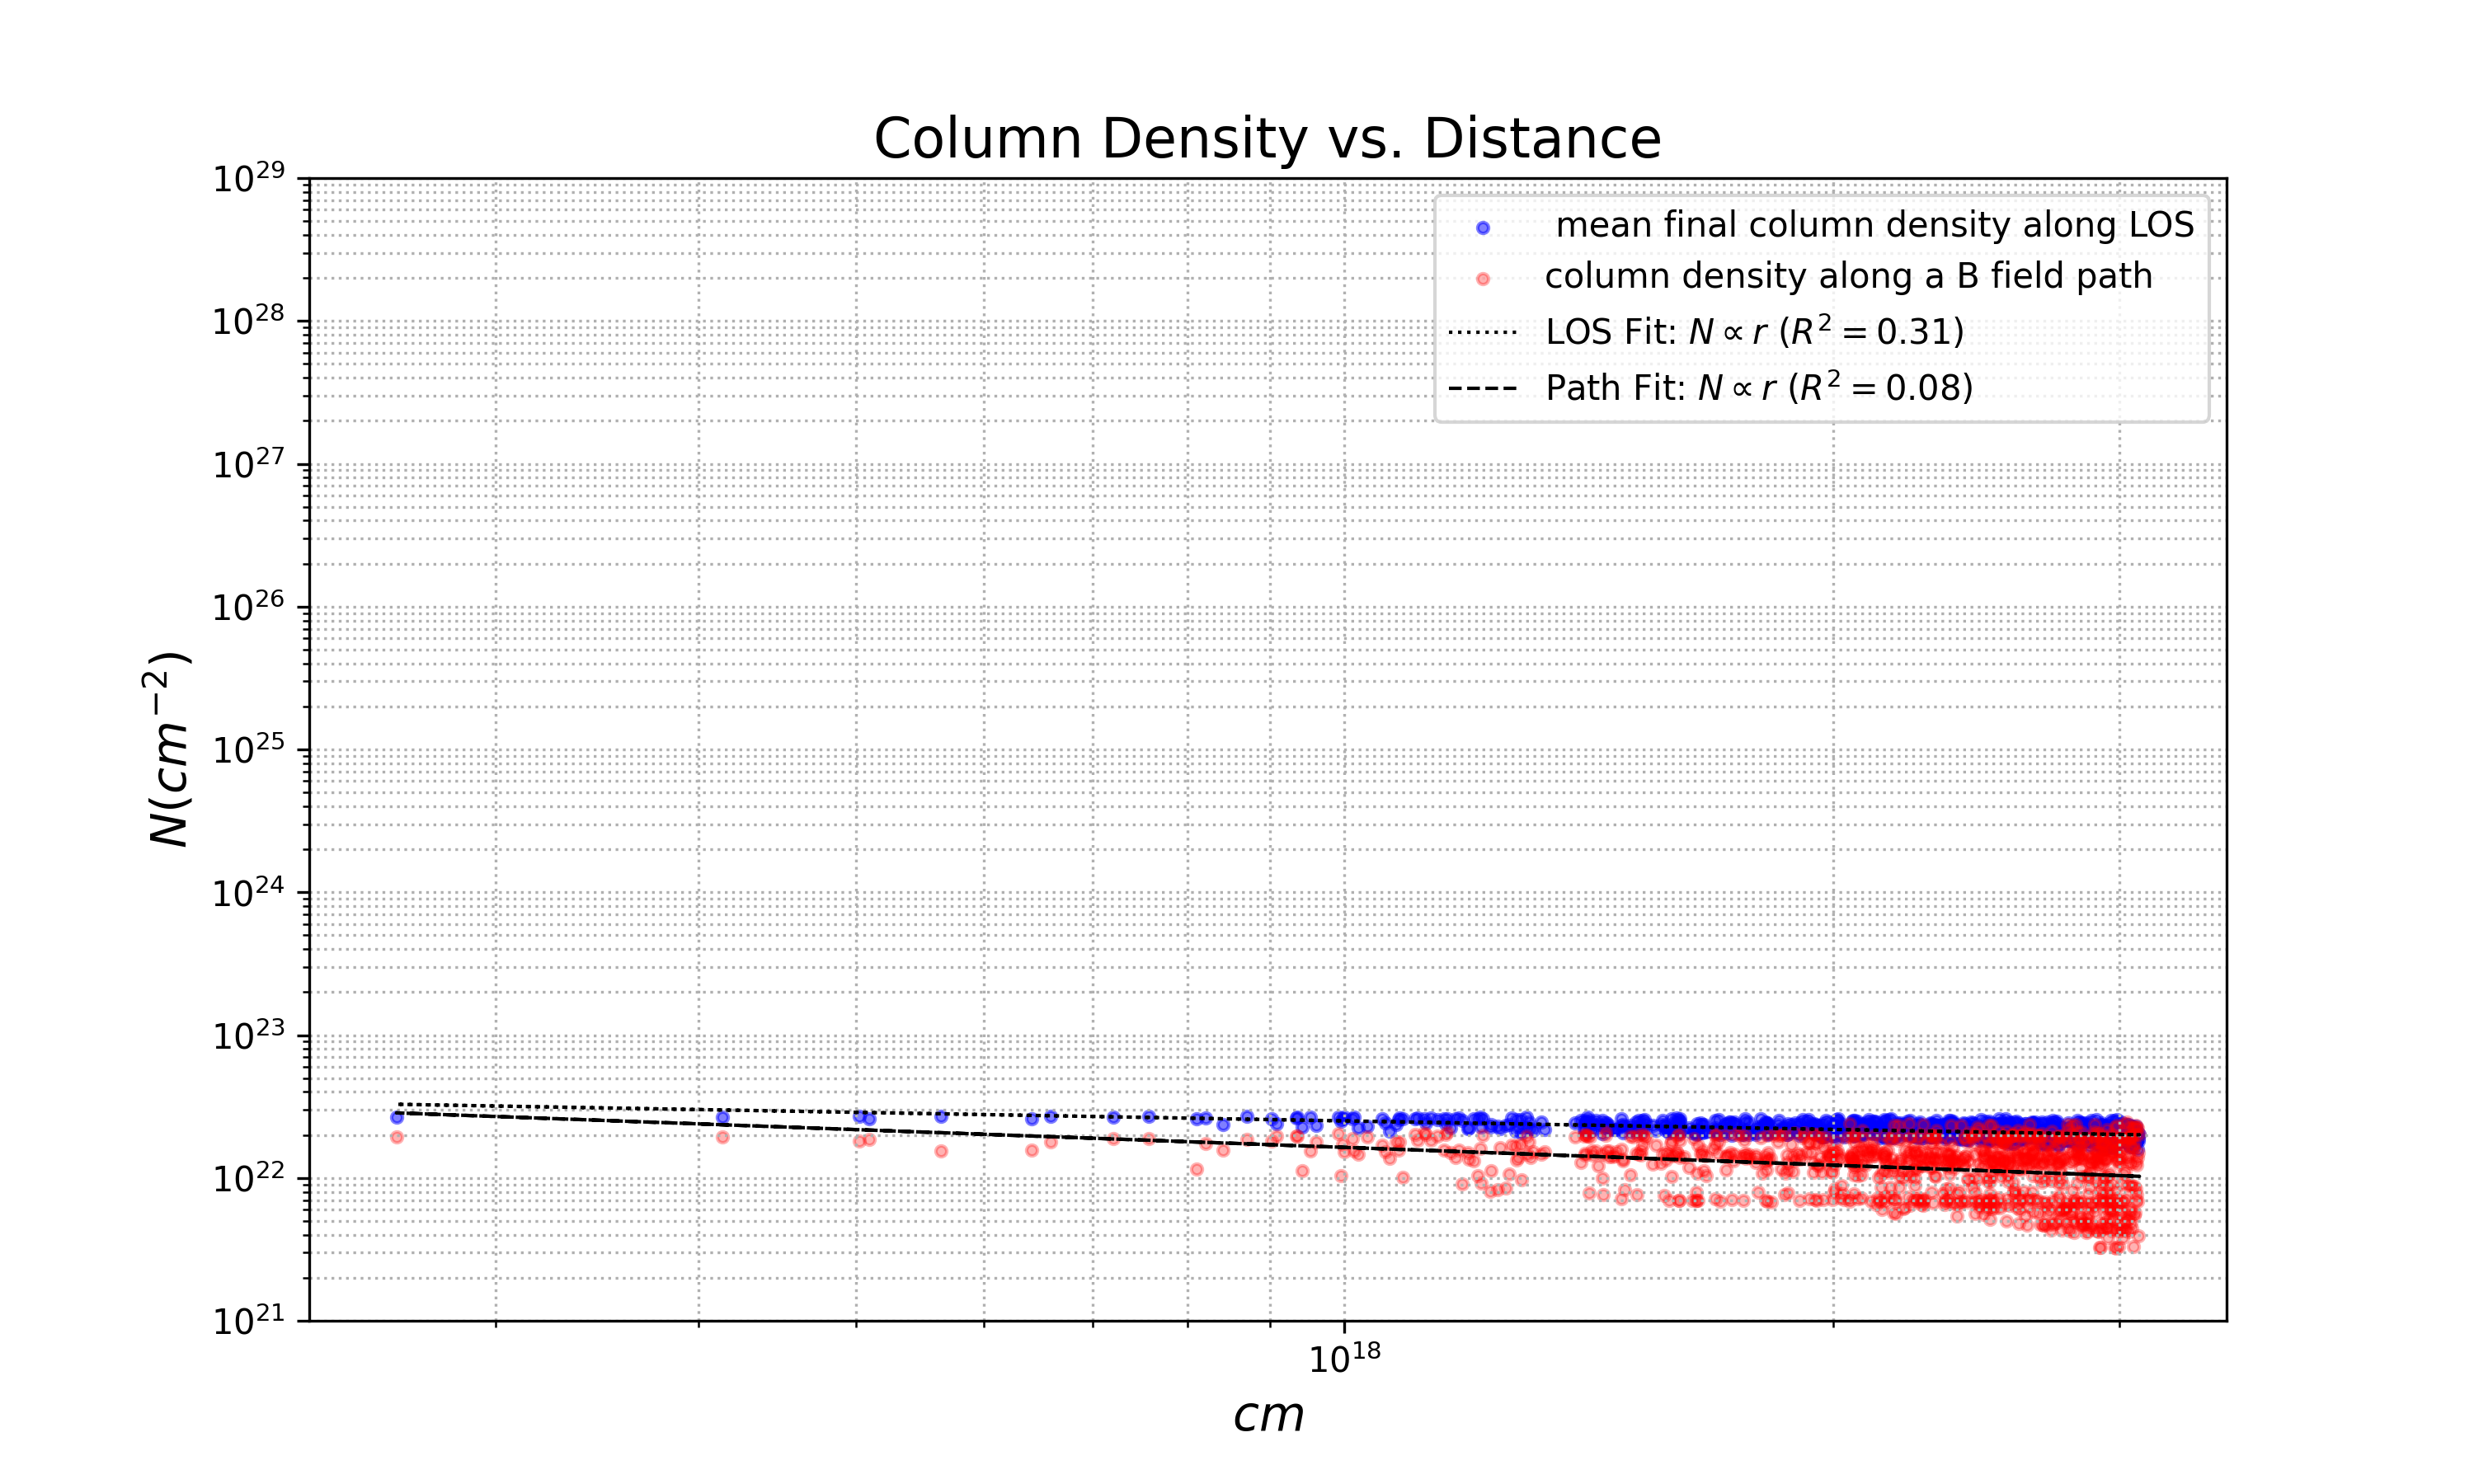 Column Density vs. Distance
mean final column density along LOS
column density along a B field path
LOS Fit: $N \propto r$ ($R^2 = 0.31$)
Path Fit: $N \propto r$ ($R^2 = 0.08$)
$10^{29}$
$10^{28}$
$10^{27}$
$10^{26}$
$10^{25}$
$10^{24}$
$10^{23}$
$10^{22}$
$10^{21}$
$N(cm^{-2})$
$10^{18}$
$cm$